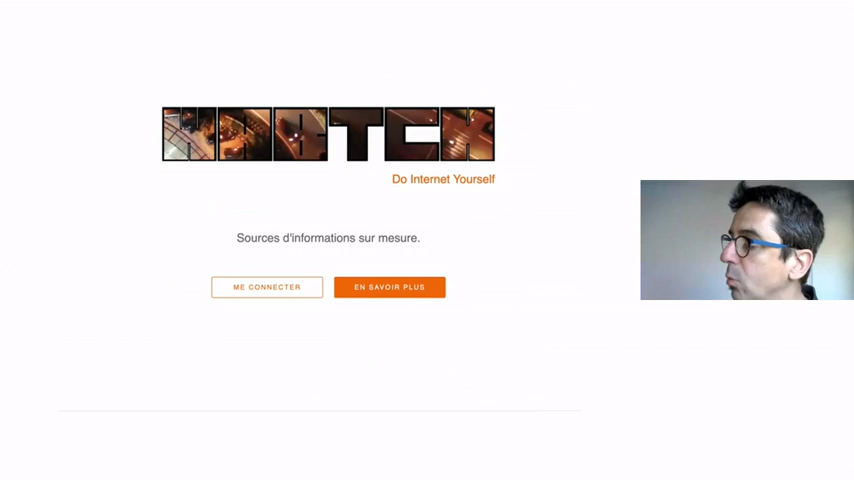 Do Internet Yourself
Sources d'informations sur mesure.
ME CONNECTER
EN SAVOIR PLUS